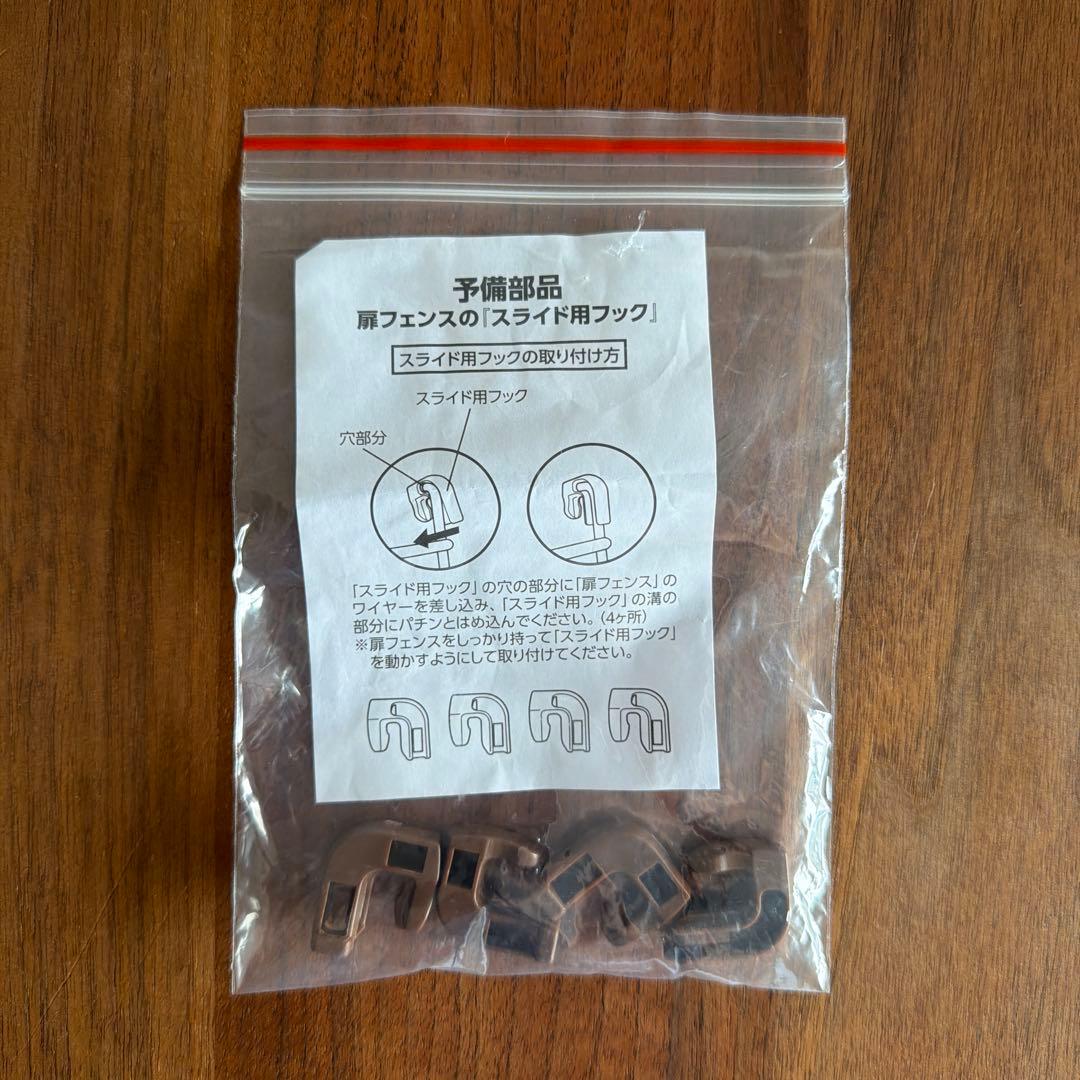 予備部品
扉フェンスの『スライド用フック』
スライド用フックの取り付け方
スライド用フック
穴部分
「スライド用フック」の穴の部分に「扉フェンス」の
ワイヤーを差し込み、「スライド用フック」の溝の
部分にパチンとはめ込んでください。(4ヶ所)
※扉フェンスをしっかり持って「スライド用フック」
を動かすようにして取り付けてください。